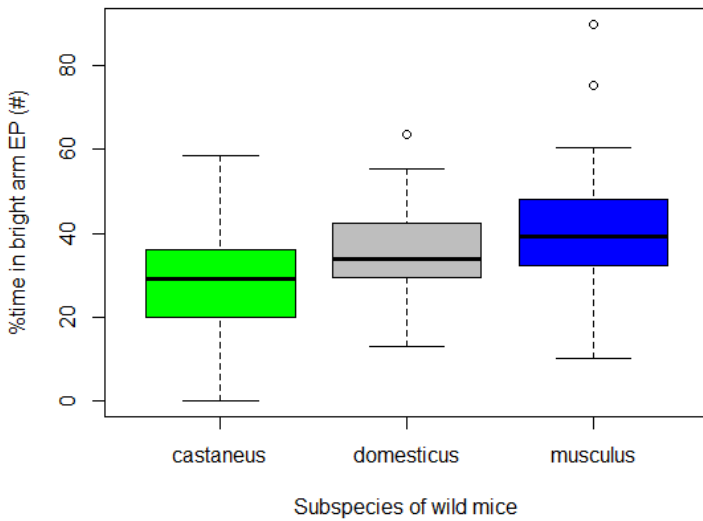 %time in bright arm EP (#)
80
60
40
20
0
castaneus domesticus musculus
Subspecies of wild mice